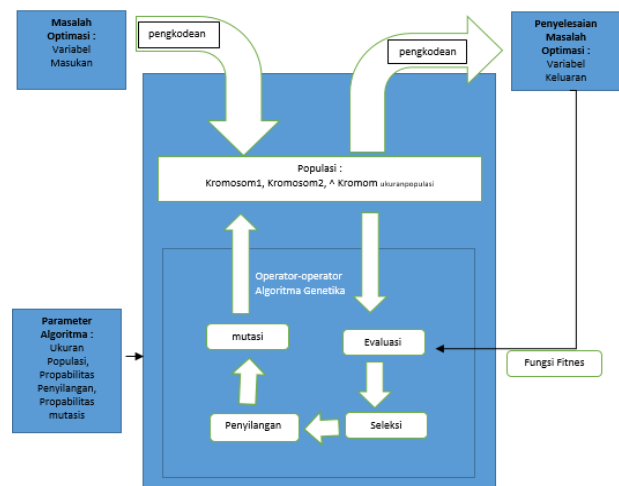 Masalah
Optimasi :
Variabel
Masukan
pengkodean
pengkodean
Penyelesaian
Masalah
Optimasi :
Variabel
Keluaran
Populasi :
Kromosom1, Kromosom2, ^ Kromom ukuranpopulasi
Operator-operator
Algoritma Genetika
mutasi
Evaluasi
Penyilangan
Seleksi
Parameter
Algoritma :
Ukuran
Populasi,
Propabilitas
Penyilangan,
Propabilitas
mutasis
Fungsi Fitnes